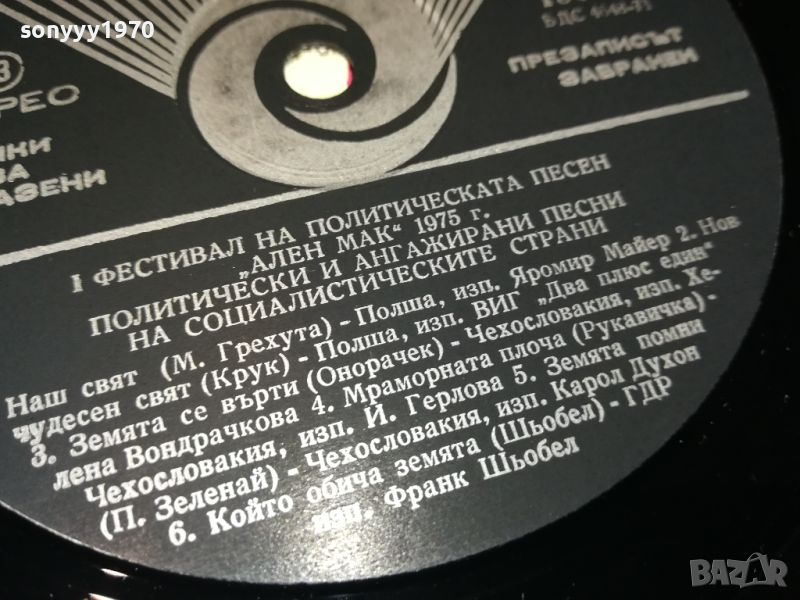 sonyyy1970
БДС
ПРЕЗАПИСЪТ
ЗАБРАНЕН
I ФЕСТИВАЛ НА ПОЛИТИЧЕСКАТА ПЕСЕН
„АЛЕН МАК“ 1975 г.
ПОЛИТИЧЕСКИ И АНГАЖИРАНИ ПЕСНИ
НА СОЦИАЛИСТИЧЕСКИТЕ СТРАНИ
Наш свят (М. Грехута) - Полша, изп. Яромир Майер 2. Нов
чудесен свят (Крук) - Полша, изп. ВИГ „Два плюс един“
3. Земята се върти (Онорачек) - Чехословакия, изп. Хе-
лена Вондрачкова 4. Мраморната плоча (Рукавичка) -
Чехословакия, изп. Й. Герлова 5. Земята помни
(П. Зеленай) - Чехословакия, изп. Карол Духон
6. Който обича земята (Шьобел) - ГДР
изп. Франк Шьобел
BAZAR